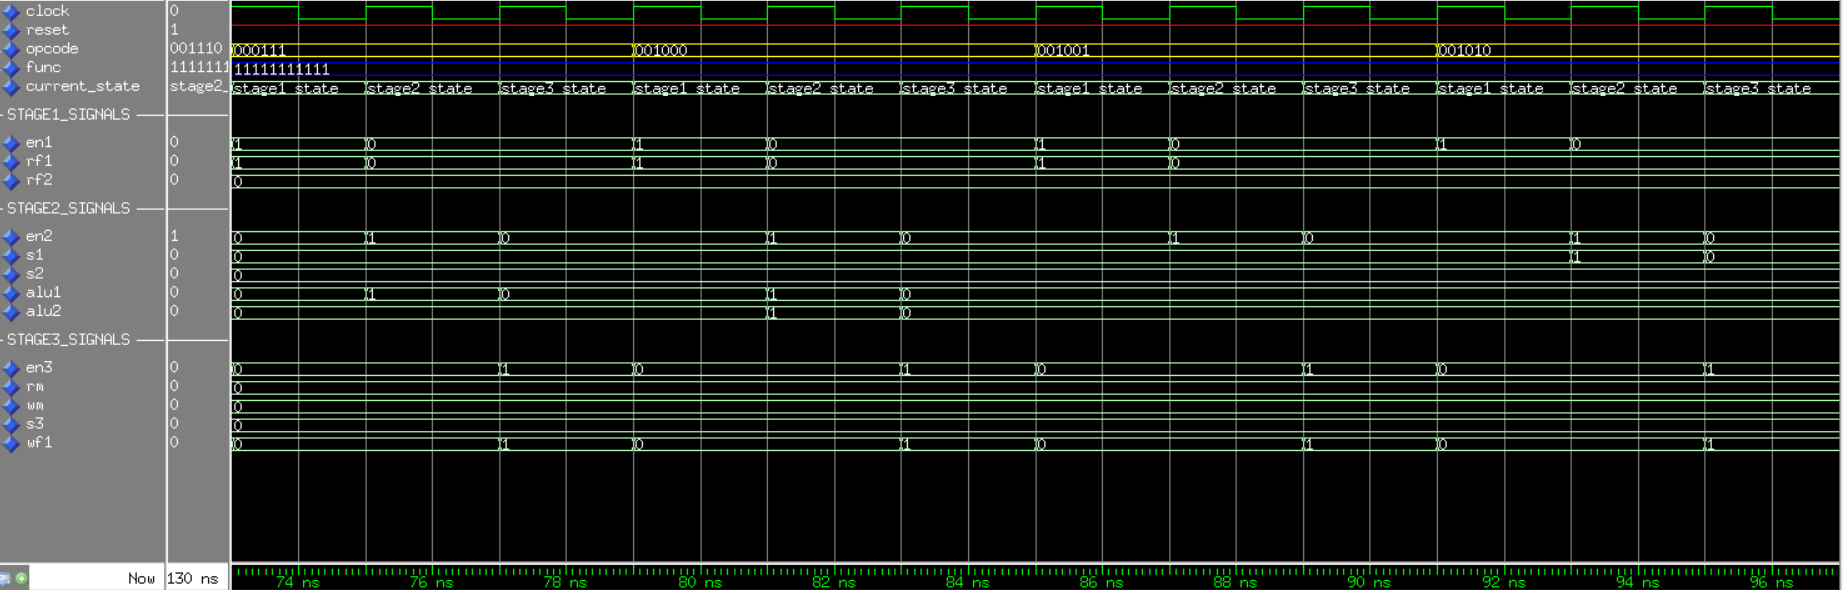 clock 0
reset 1
opcode 001110 000111 001000 001001 001010
func 1111111 11111111111
current_state stage2_ stage1_state stage2_state stage3_state stage1_state stage2_state stage3_state stage1_state stage2_state stage3_state stage1_state stage2_state stage3_state
STAGE1_SIGNALS
en1 0 1 0 1 0 1 0 1 0
rf1 0 1 0 1 0 1 0
rf2 0 0
STAGE2_SIGNALS
en2 1 0 1 0 1 0 1 0 1 0
s1 0 0 1 0
s2 0 0
alu1 0 0 1 0 1 0
alu2 0 0 1 0
STAGE3_SIGNALS
en3 0 0 1 0 1 0 1 0 1
rm 0 0
wm 0 0
s3 0 0
wf1 0 0 1 0 1 0 1 0 1
Now 130 ns 74 ns 76 ns 78 ns 80 ns 82 ns 84 ns 86 ns 88 ns 90 ns 92 ns 94 ns 96 ns